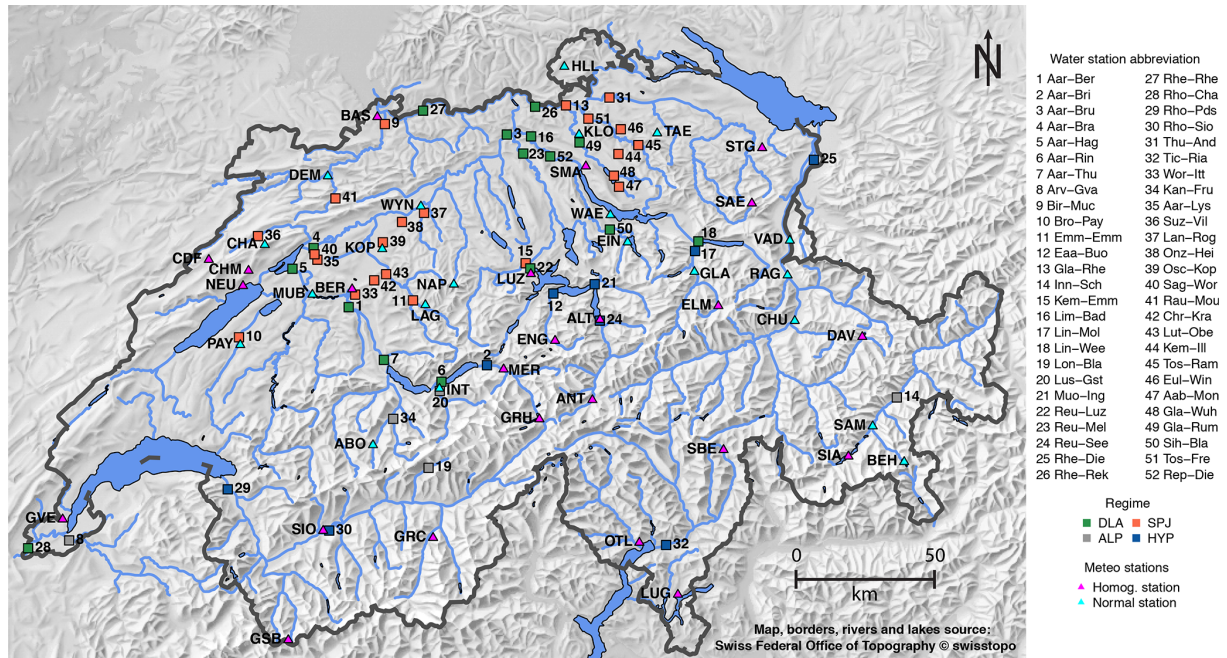 N
HLL
31
27
26
13
BAS
9
51
46
KLO
TAE
3
16
49
45
STG
23
52
44
25
SMA
48
47
DEM
41
WYN
37
SAE
38
WAE
36
CHA
4
40
KOP
39
50
EIN
18
VAD
CDF
35
15
17
CHM
5
22
GLA
RAG
NEU
43
LUZ
MUB
BER
42
NAP
21
33
12
1
11
LAG
ELM
ALT
24
CHU
10
PAY
ENG
DAV
7
2
MER
6
INT
20
ANT
14
34
GRH
SAM
ABO
SBE
SIA
BEH
19
29
GVE
SIO
30
GRC
8
28
OTL
32
0 50
km
LUG
GSB
Map, borders, rivers and lakes source:
Swiss Federal Office of Topography © swisstopo
Water station abbreviation
1 Aar–Ber
2 Aar–Bri
3 Aar–Bru
4 Aar–Bra
5 Aar–Hag
6 Aar–Rin
7 Aar–Thu
8 Arv–Gva
9 Bir–Muc
10 Bro–Pay
11 Emm–Emm
12 Eaa–Buo
13 Gla–Rhe
14 Inn–Sch
15 Kem–Emm
16 Lim–Bad
17 Lin–Mol
18 Lin–Wee
19 Lon–Bla
20 Lus–Gst
21 Muo–Ing
22 Reu–Luz
23 Reu–Mel
24 Reu–See
25 Rhe–Die
26 Rhe–Rek
27 Rhe–Rhe
28 Rho–Cha
29 Rho–Pds
30 Rho–Sio
31 Thu–And
32 Tic–Ria
33 Wor–Itt
34 Kan–Fru
35 Aar–Lys
36 Suz–Vil
37 Lan–Rog
38 Onz–Hei
39 Osc–Kop
40 Sag–Wor
41 Rau–Mou
42 Chr–Kra
43 Lut–Obe
44 Kem–Ill
45 Tos–Ram
46 Eul–Win
47 Aab–Mon
48 Gla–Wuh
49 Gla–Rum
50 Sih–Bla
51 Tos–Fre
52 Rep–Die
Regime
DLA SPJ
ALP HYP
Meteo stations
Homog. station
Normal station